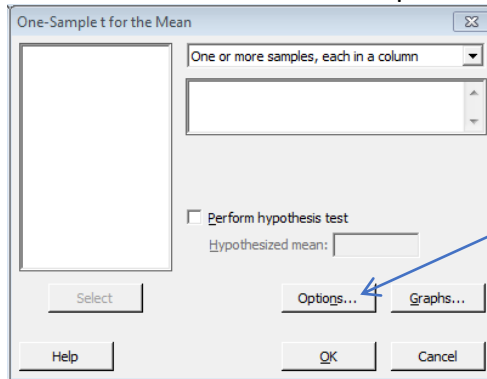 One-Sample t for the Mean
One or more samples, each in a column
Perform hypothesis test
Hypothesized mean:
Select
Options...
Graphs...
Help
OK
Cancel